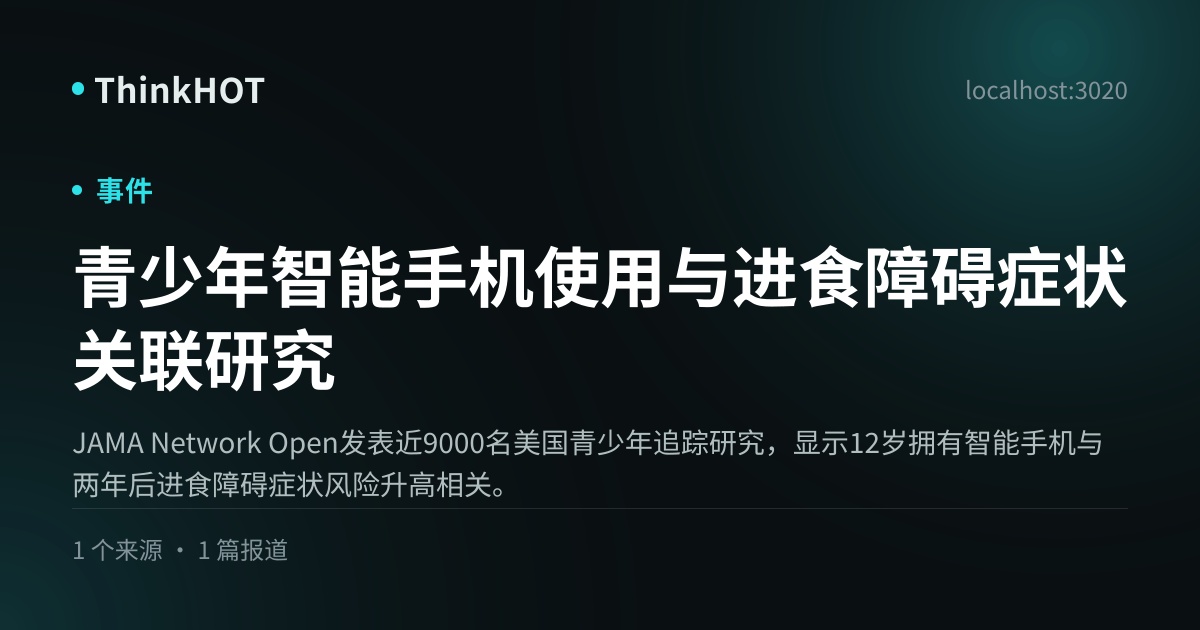 ThinkHOT
localhost:3020
事件
青少年智能手机使用与进食障碍症状
关联研究
JAMA Network Open发表近9000名美国青少年追踪研究，显示12岁拥有智能手机与
两年后进食障碍症状风险升高相关。
1 个来源 · 1 篇报道